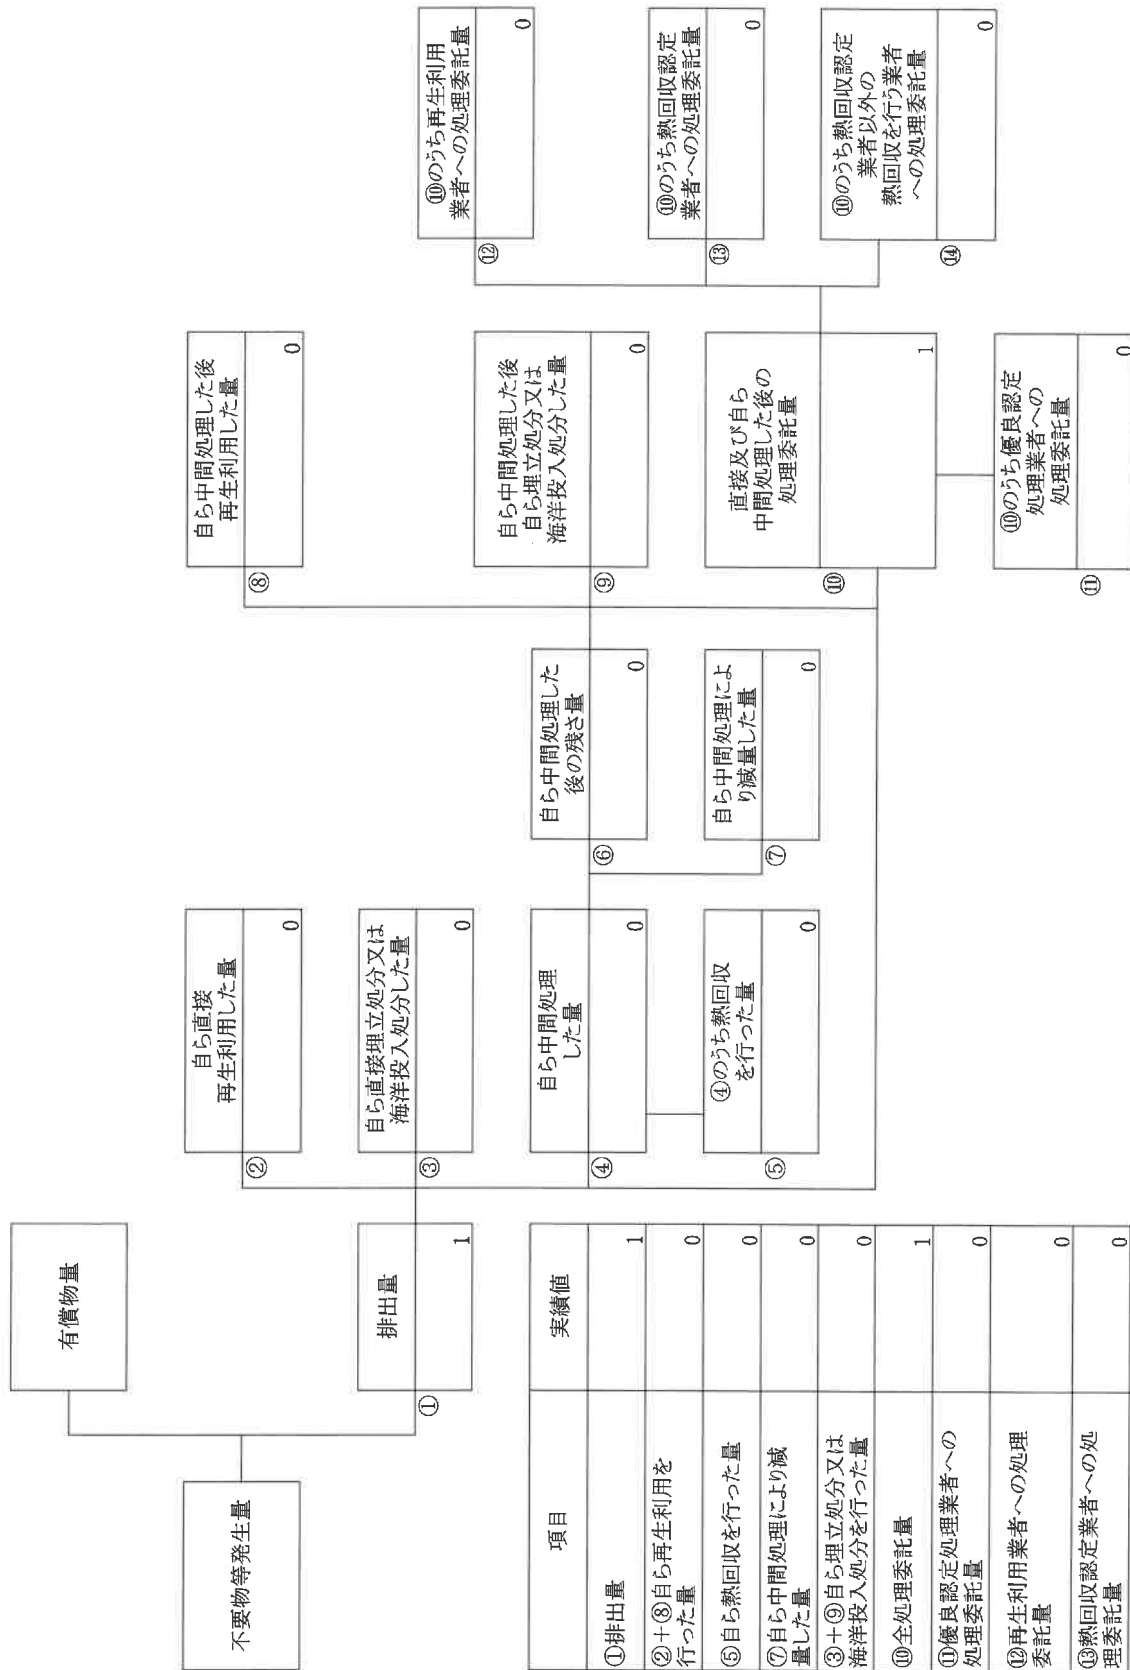 不要物等発生量
有償物量
排出量
①
1
自ら直接
再生利用した量
②
0
自ら直接埋立処分又は
海洋投入処分した量
③
0
自ら中間処理
した量
④
0
④のうち熱回収
を行った量
⑤
0
自ら中間処理した
後の残さ量
⑥
0
自ら中間処理によ
り減量した量
⑦
0
自ら中間処理した後
再生利用した量
⑧
0
自ら中間処理した後
自ら埋立処分又は
海洋投入処分した量
⑨
0
直接及び自ら
中間処理した後の
処理委託量
⑩
1
⑩のうち優良認定
処理業者への
処理委託量
⑪
0
⑩のうち再生利用
業者への処理委託量
⑫
0
⑩のうち熱回収認定
業者への処理委託量
⑬
0
⑩のうち熱回収認定
業者以外の
熱回収を行う業者
への処理委託量
⑭
0
項目 実績値
①排出量 1
②+⑧自ら再生利用を
行った量 0
⑤自ら熱回収を行った量 0
⑦自ら中間処理により減
量した量 0
③+⑨自ら埋立処分又は
海洋投入処分を行った量 0
⑩全処理委託量 1
⑪優良認定処理業者への
処理委託量 0
⑫再生利用業者への処理
委託量 0
⑬熱回収認定業者への処
理委託量 0